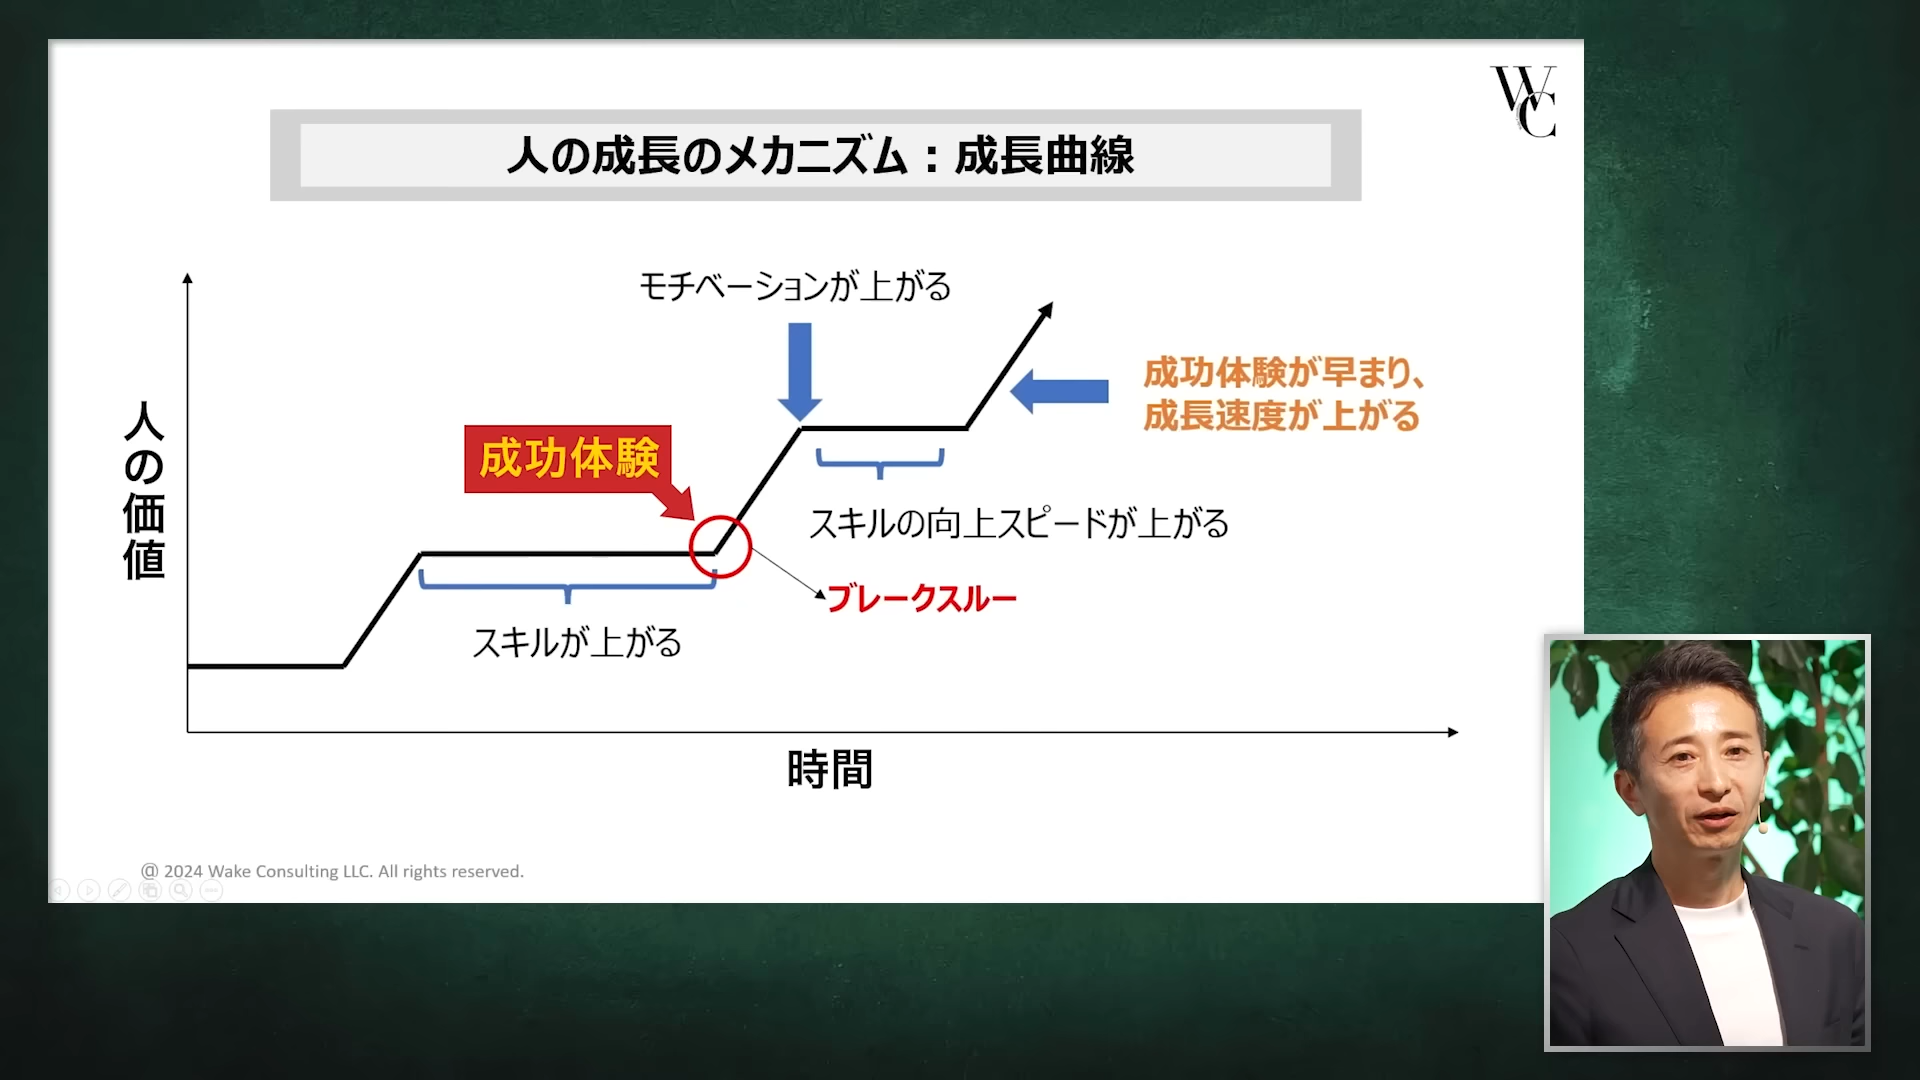 WC
人の成長のメカニズム：成長曲線
モチベーションが上がる
成功体験が早まり、
成長速度が上がる
人の価値
成功体験
スキルの向上スピードが上がる
ブレークスルー
スキルが上がる
時間
@ 2024 Wake Consulting LLC. All rights reserved.